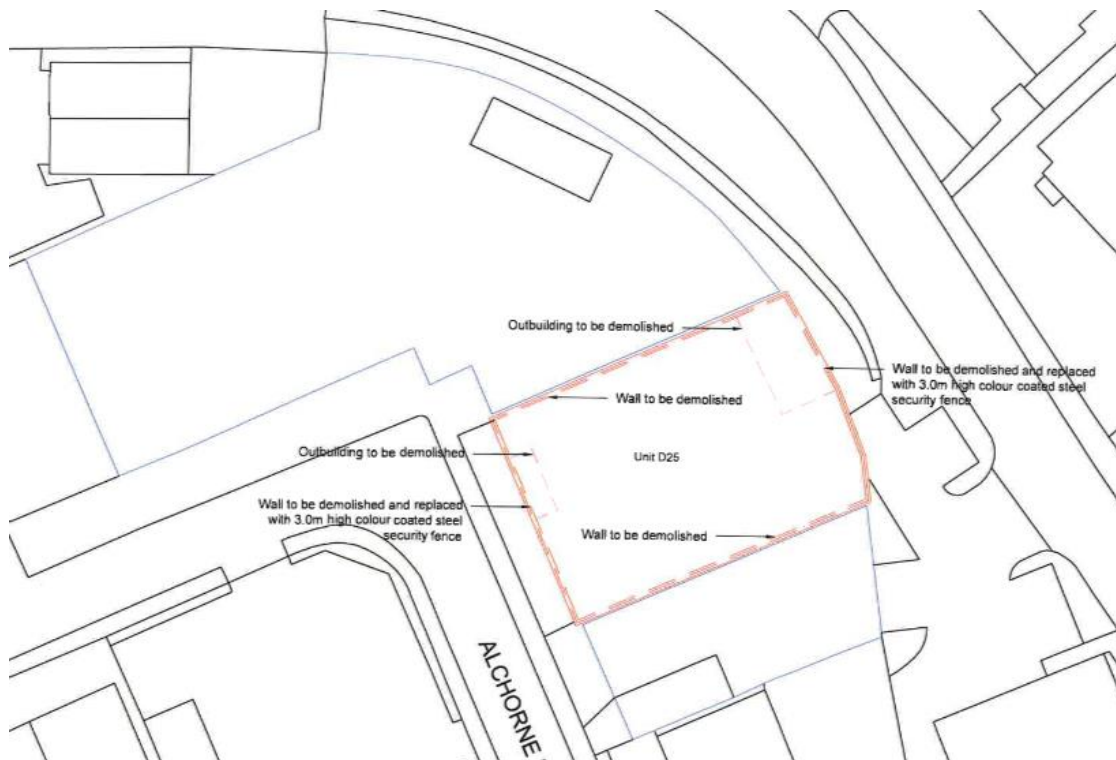 Outbuilding to be demolished
Wall to be demolished and replaced
with 3.0m high colour coated steel
security fence
Wall to be demolished
Outbuilding to be demolished
Unit D25
Wall to be demolished and replaced
with 3.0m high colour coated steel
security fence
Wall to be demolished
ALCHORNE